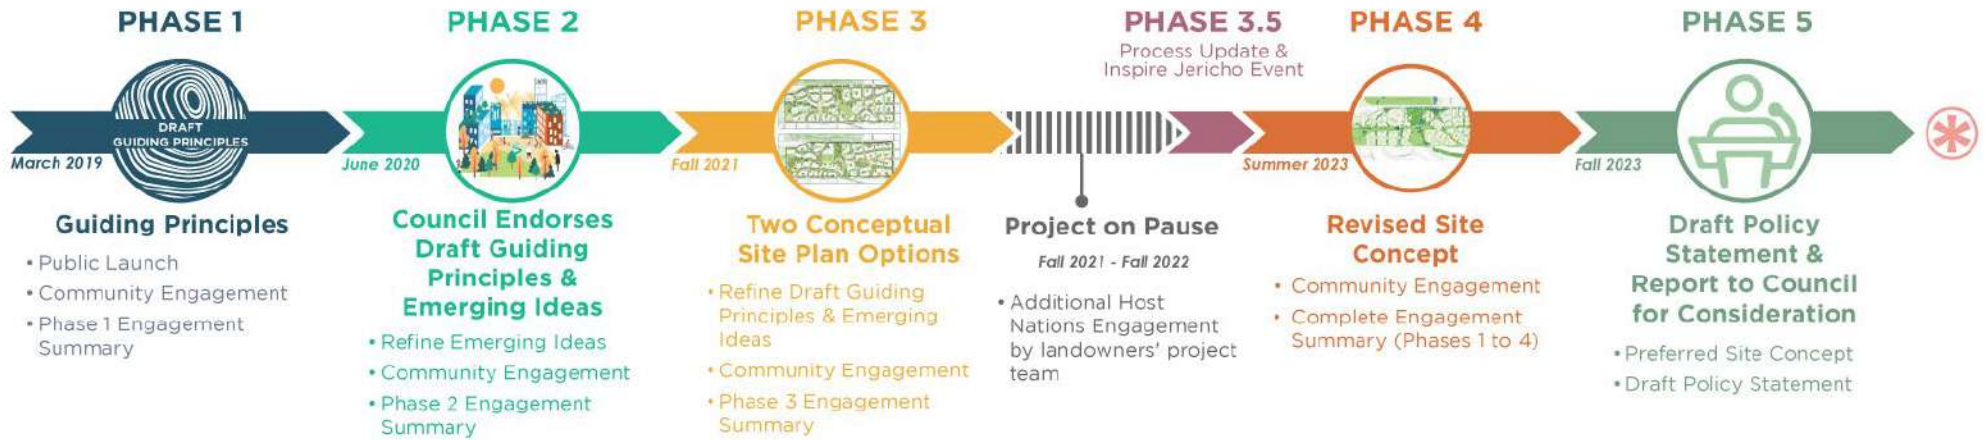 PHASE 1
DRAFT
GUIDING PRINCIPLES
March 2019
Guiding Principles
• Public Launch
• Community Engagement
• Phase 1 Engagement
Summary
PHASE 2
June 2020
Council Endorses
Draft Guiding
Principles &
Emerging Ideas
• Refine Emerging Ideas
• Community Engagement
• Phase 2 Engagement
Summary
PHASE 3
Fall 2021
Two Conceptual
Site Plan Options
• Refine Draft Guiding
Principles & Emerging
Ideas
• Community Engagement
• Phase 3 Engagement
Summary
Project on Pause
Fall 2021 - Fall 2022
• Additional Host
Nations Engagement
by landowners' project
team
PHASE 3.5
Process Update &
Inspire Jericho Event
PHASE 4
Summer 2023
Revised Site
Concept
• Community Engagement
• Complete Engagement
Summary (Phases 1 to 4)
PHASE 5
Fall 2023
Draft Policy
Statement &
Report to Council
for Consideration
• Preferred Site Concept
• Draft Policy Statement